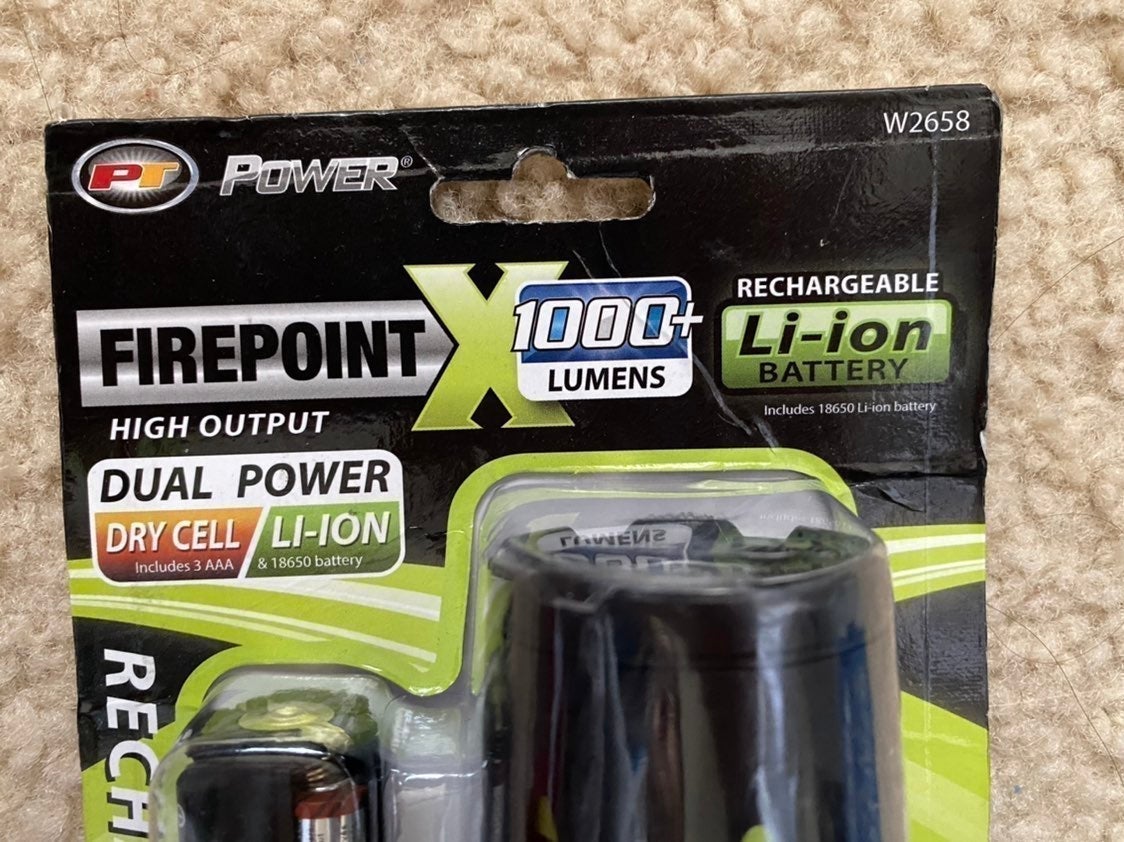 W2658
PT POWER®
FIREPOINT X
1000+
LUMENS
RECHARGEABLE
Li-ion
BATTERY
Includes 18650 Li-ion battery
HIGH OUTPUT
DUAL POWER
DRY CELL / LI-ION
Includes 3 AAA & 18650 battery
LUMENS
RECH